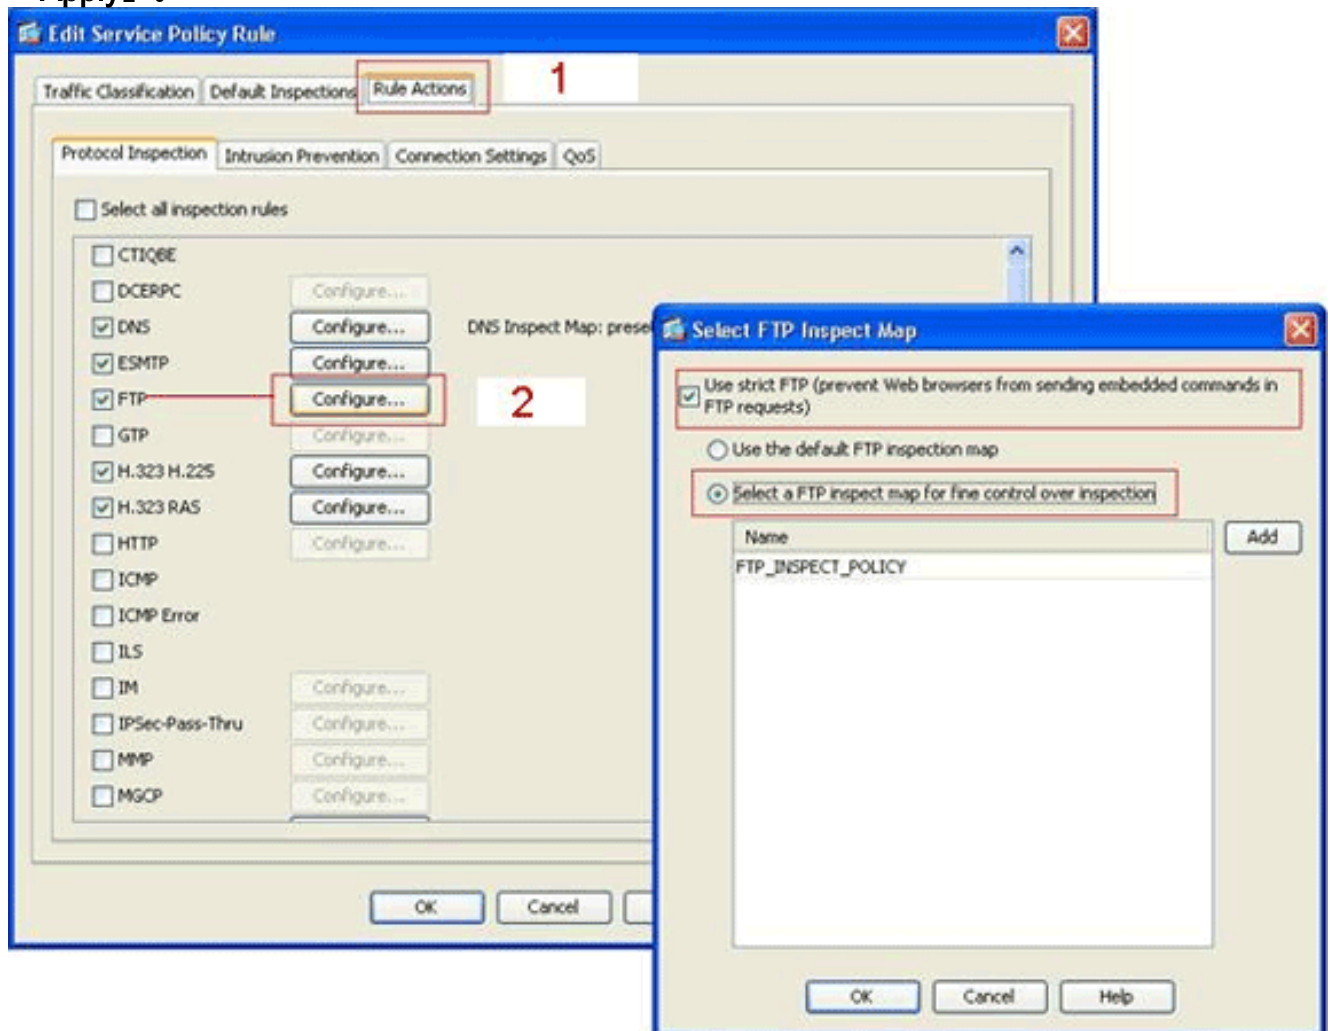 Edit Service Policy Rule
1
Traffic Classification Default Inspections Rule Actions
Protocol Inspection Intrusion Prevention Connection Settings QoS
Select all inspection rules
CTIQBE
DCERPC Configure...
DNS Configure... DNS Inspect Map: prese
ESMTP Configure...
FTP Configure...
2
GTP Configure...
H.323 H.225 Configure...
H.323 RAS Configure...
HTTP Configure...
ICMP
ICMP Error
ILS
IM Configure...
IPSec-Pass-Thru Configure...
MMP Configure...
MGCP Configure...
OK Cancel
Select FTP Inspect Map
Use strict FTP (prevent Web browsers from sending embedded commands in
FTP requests)
Use the default FTP inspection map
Select a FTP inspect map for fine control over inspection
Name
Add
FTP_INSPECT_POLICY
OK Cancel Help